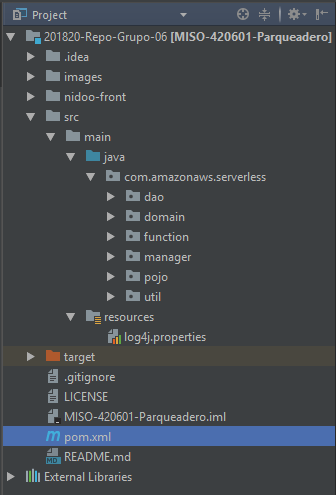 Project
201820-Repo-Grupo-06 [MISO-420601-Parqueadero]
.idea
images
nidoo-front
src
main
java
com.amazonaws.serverless
dao
domain
function
manager
pojo
util
resources
log4j.properties
target
.gitignore
LICENSE
MISO-420601-Parqueadero.iml
pom.xml
README.md
External Libraries